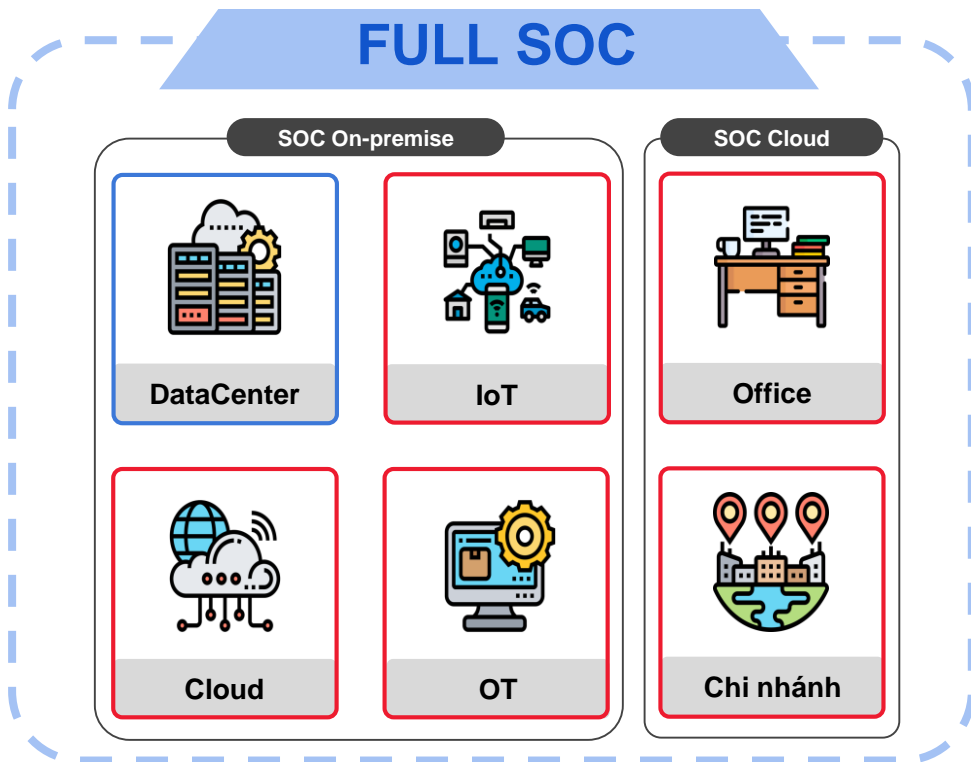 FULL SOC
SOC On-premise
SOC Cloud
DataCenter
IoT
Office
Cloud
OT
Chi nhánh